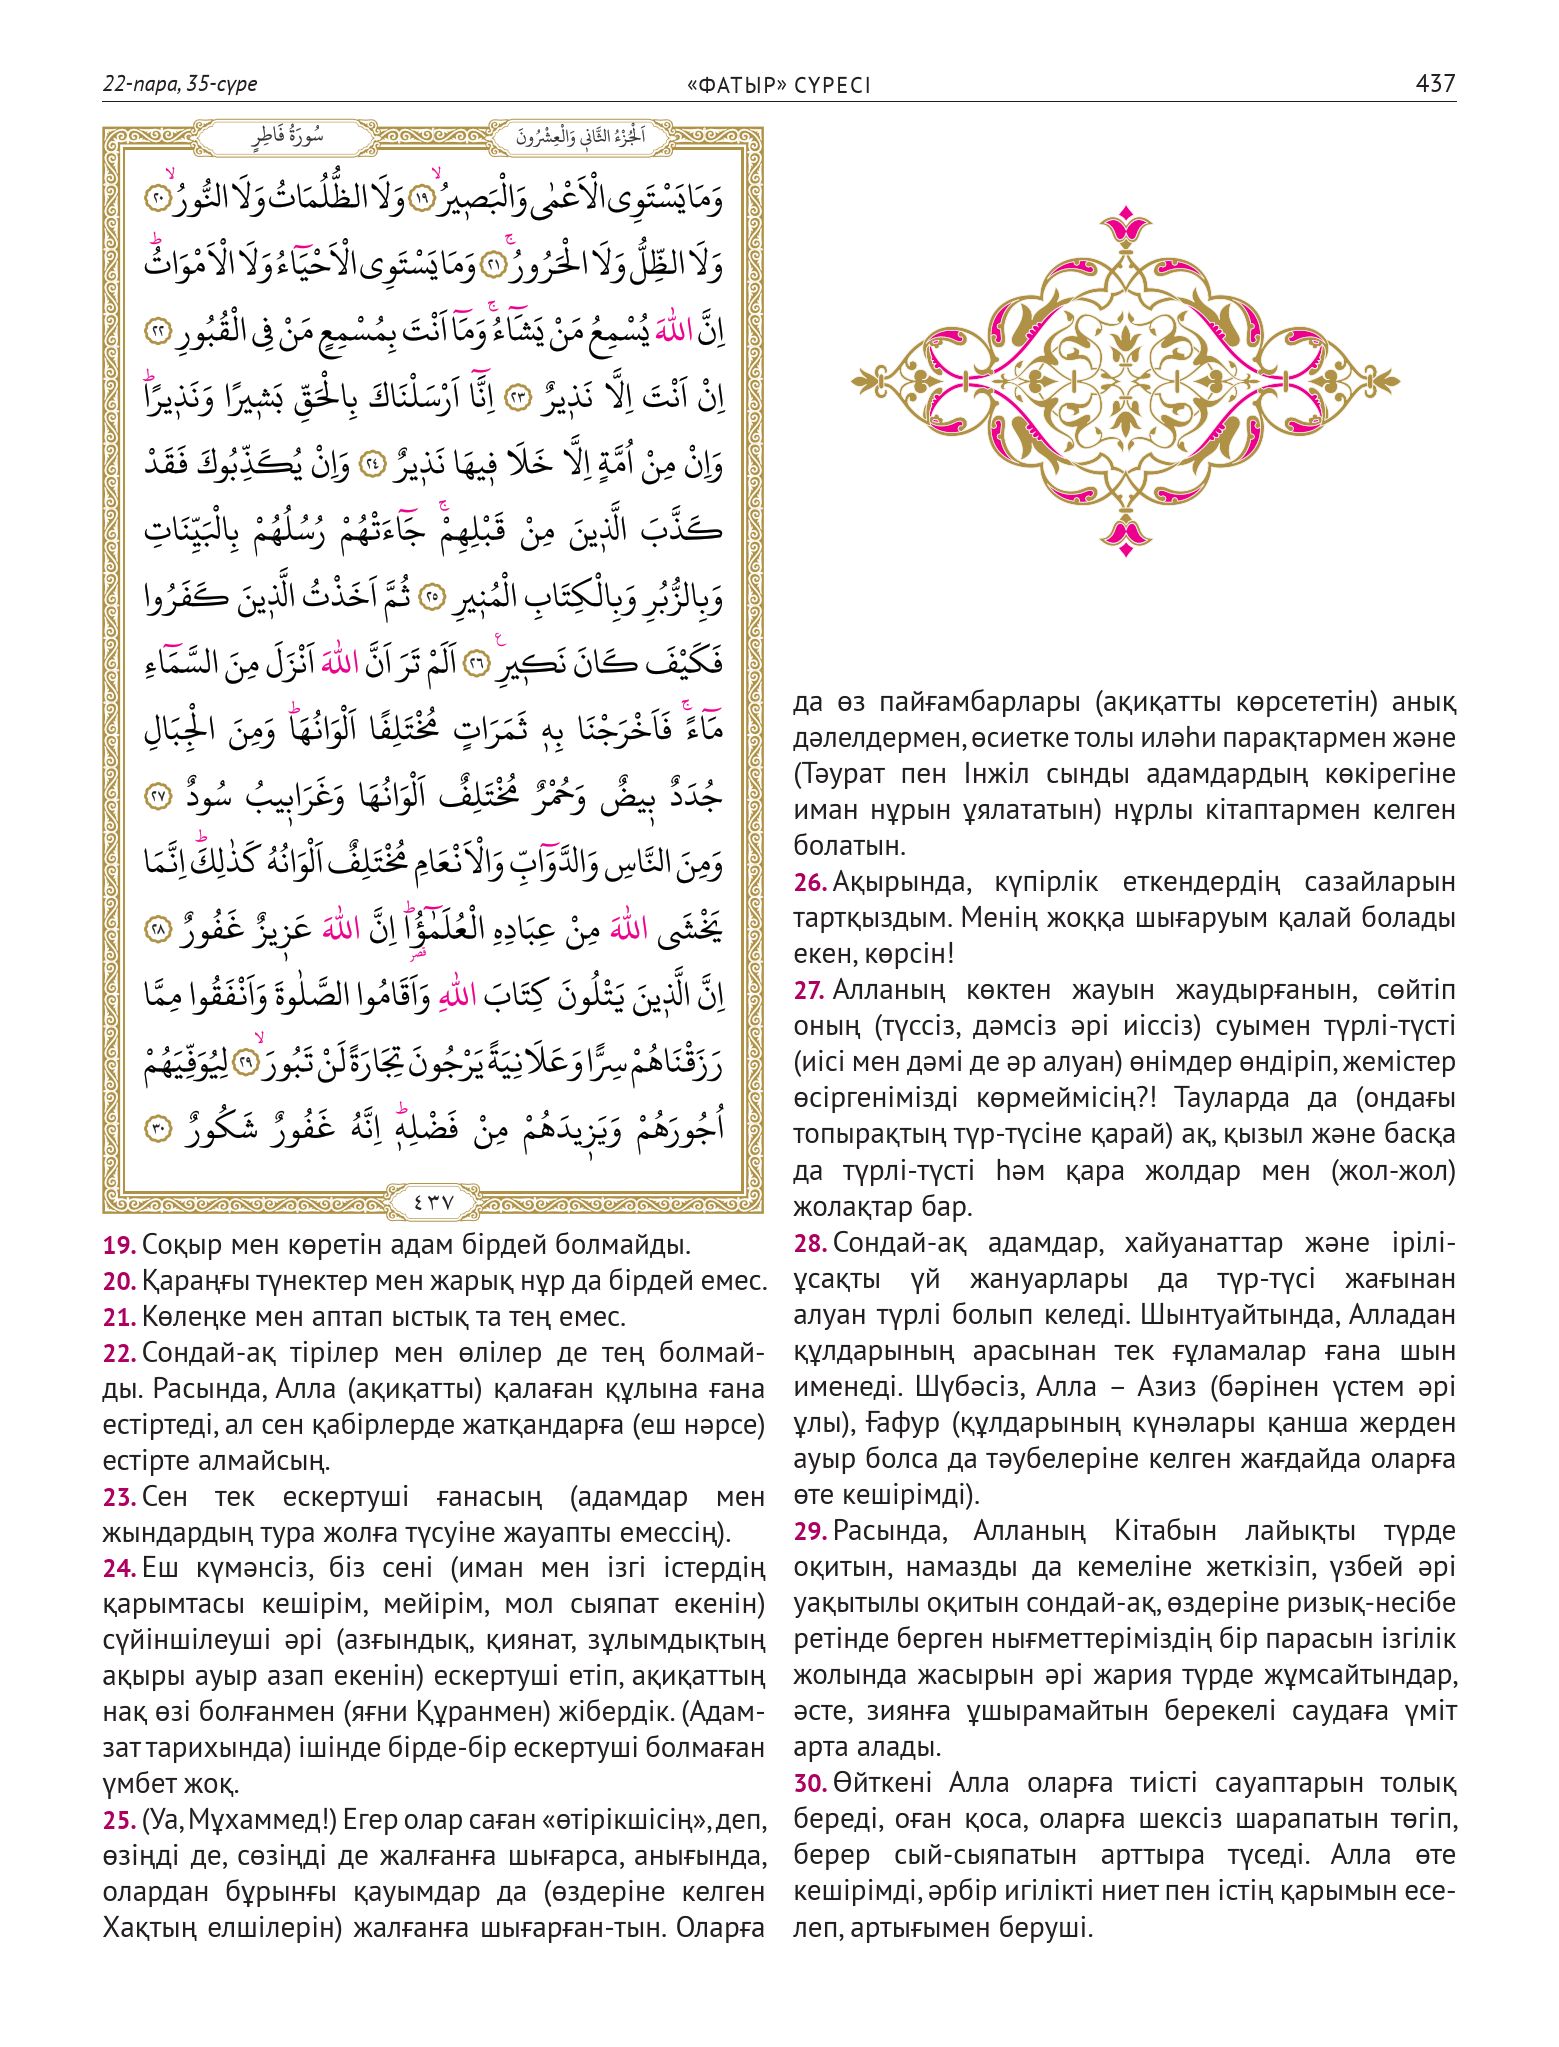 22-пара, 35-сүре
«ФАТЫР» СҮРЕСІ
437
اَلْجُزْءُ الثَّانِي وَالْعِشْرُونَ
سُورَةُ فَاطِرٍ
وَمَا يَسْتَوِى الْاَعْمٰى وَالْبَصٖيرُۙ ﴿١٩﴾ وَلَا الظُّلُمَاتُ وَلَا النُّورُۙ ﴿٢٠﴾
وَلَا الظِّلُّ وَلَا الْحَرُورُۚ ﴿٢١﴾ وَمَا يَسْتَوِى الْاَحْيَٓاءُ وَلَا الْاَمْوَاتُؕ
اِنَّ اللّٰهَ يُسْمِعُ مَنْ يَشَٓاءُۚ وَمَٓا اَنْتَ بِمُسْمِعٍ مَنْ فِى الْقُبُورِ ﴿٢٢﴾
اِنْ اَنْتَ اِلَّا نَذٖيرٌ ﴿٢٣﴾ اِنَّٓا اَرْسَلْنَاكَ بِالْحَقِّ بَشٖيرًا وَنَذٖيرًاؕ
وَاِنْ مِنْ اُمَّةٍ اِلَّا خَلَا فٖيهَا نَذٖيرٌ ﴿٢٤﴾ وَاِنْ يُكَذِّبُوكَ فَقَدْ
كَذَّبَ الَّذٖينَ مِنْ قَبْلِهِمْۚ جَٓاءَتْهُمْ رُسُلُهُمْ بِالْبَيِّنَاتِ
وَبِالزُّبُرِ وَبِالْكِتَابِ الْمُنٖيرِ ﴿٢٥﴾ ثُمَّ اَخَذْتُ الَّذٖينَ كَفَرُوا
فَكَيْفَ كَانَ نَكٖيرِ ع ﴿٢٦﴾ اَلَمْ تَرَ اَنَّ اللّٰهَ اَنْزَلَ مِنَ السَّمَٓاءِ
مَٓاءًۚ فَاَخْرَجْنَا بِهٖ ثَمَرَاتٍ مُخْتَلِفًا اَلْوَانُهَاؕ وَمِنَ الْجِبَالِ
جُدَدٌ بٖيضٌ وَحُمْرٌ مُخْتَلِفٌ اَلْوَانُهَا وَغَرَابٖيبُ سُودٌ ﴿٢٧﴾
وَمِنَ النَّاسِ وَالدَّوَٓابِّ وَالْاَنْعَامِ مُخْتَلِفٌ اَلْوَانُهُ كَذٰلِكَؕ اِنَّمَا
يَخْشَى اللّٰهَ مِنْ عِبَادِهِ الْعُلَمٰٓؤُ۬اؕ قصر اِنَّ اللّٰهَ عَزٖيزٌ غَفُورٌ ﴿٢٨﴾
اِنَّ الَّذٖينَ يَتْلُونَ كِتَابَ اللّٰهِ وَاَقَامُوا الصَّلٰوةَ وَاَنْفَقُوا مِمَّا
رَزَقْنَاهُمْ سِرًّا وَعَلَانِيَةً يَرْجُونَ تِجَارَةً لَنْ تَبُورَۙ ﴿٢٩﴾ لِيُوَفِّيَهُمْ
اُجُورَهُمْ وَيَزٖيدَهُمْ مِنْ فَضْلِهٖؕ اِنَّهُ غَفُورٌ شَكُورٌ ﴿٣٠﴾
٤٣٧
19. Соқыр мен көретін адам бірдей болмайды.
20. Қараңғы түнектер мен жарық нұр да бірдей емес.
21. Көлеңке мен аптап ыстық та тең емес.
22. Сондай-ақ тірілер мен өлілер де тең болмай-
ды. Расында, Алла (ақиқатты) қалаған құлына ғана
естіртеді, ал сен қабірлерде жатқандарға (еш нәрсе)
естірте алмайсың.
23. Сен тек ескертуші ғанасың (адамдар мен
жындардың тура жолға түсуіне жауапты емессің).
24. Еш күмәнсіз, біз сені (иман мен ізгі істердің
қарымтасы кешірім, мейірім, мол сыяпат екенін)
сүйіншілеуші әрі (азғындық, қиянат, зұлымдықтың
ақыры ауыр азап екенін) ескертуші етіп, ақиқаттың
нақ өзі болғанмен (яғни Құранмен) жібердік. (Адам-
зат тарихында) ішінде бірде-бір ескертуші болмаған
үмбет жоқ.
25. (Уа, Мұхаммед!) Егер олар саған «өтірікшісің», деп,
өзіңді де, сөзіңді де жалғанға шығарса, анығында,
олардан бұрынғы қауымдар да (өздеріне келген
Хақтың елшілерін) жалғанға шығарған-тын. Оларға
да өз пайғамбарлары (ақиқатты көрсететін) анық
дәлелдермен, өсиетке толы иләһи парақтармен және
(Тәурат пен Інжіл сынды адамдардың көкірегіне
иман нұрын ұялататын) нұрлы кітаптармен келген
болатын.
26. Ақырында, күпірлік еткендердің сазайларын
тартқыздым. Менің жоққа шығаруым қалай болады
екен, көрсін!
27. Алланың көктен жауын жаудырғанын, сөйтіп
оның (түссіз, дәмсіз әрі иіссіз) суымен түрлі-түсті
(иісі мен дәмі де әр алуан) өнімдер өндіріп, жемістер
өсіргенімізді көрмеймісің?! Тауларда да (ондағы
топырақтың түр-түсіне қарай) ақ, қызыл және басқа
да түрлі-түсті һәм қара жолдар мен (жол-жол)
жолақтар бар.
28. Сондай-ақ адамдар, хайуанаттар және ірілі-
ұсақты үй жануарлары да түр-түсі жағынан
алуан түрлі болып келеді. Шынтуайтында, Алладан
құлдарының арасынан тек ғұламалар ғана шын
именеді. Шүбәсіз, Алла – Азиз (бәрінен үстем әрі
ұлы), Ғафур (құлдарының күнәлары қанша жерден
ауыр болса да тәубелеріне келген жағдайда оларға
өте кешірімді).
29. Расында, Алланың Кітабын лайықты түрде
оқитын, намазды да кемеліне жеткізіп, үзбей әрі
уақытылы оқитын сондай-ақ, өздеріне ризық-несібе
ретінде берген нығметтеріміздің бір парасын ізгілік
жолында жасырын әрі жария түрде жұмсайтындар,
әсте, зиянға ұшырамайтын берекелі саудаға үміт
арта алады.
30. Өйткені Алла оларға тиісті сауаптарын толық
береді, оған қоса, оларға шексіз шарапатын төгіп,
берер сый-сыяпатын арттыра түседі. Алла өте
кешірімді, әрбір игілікті ниет пен істің қарымын есе-
леп, артығымен беруші.